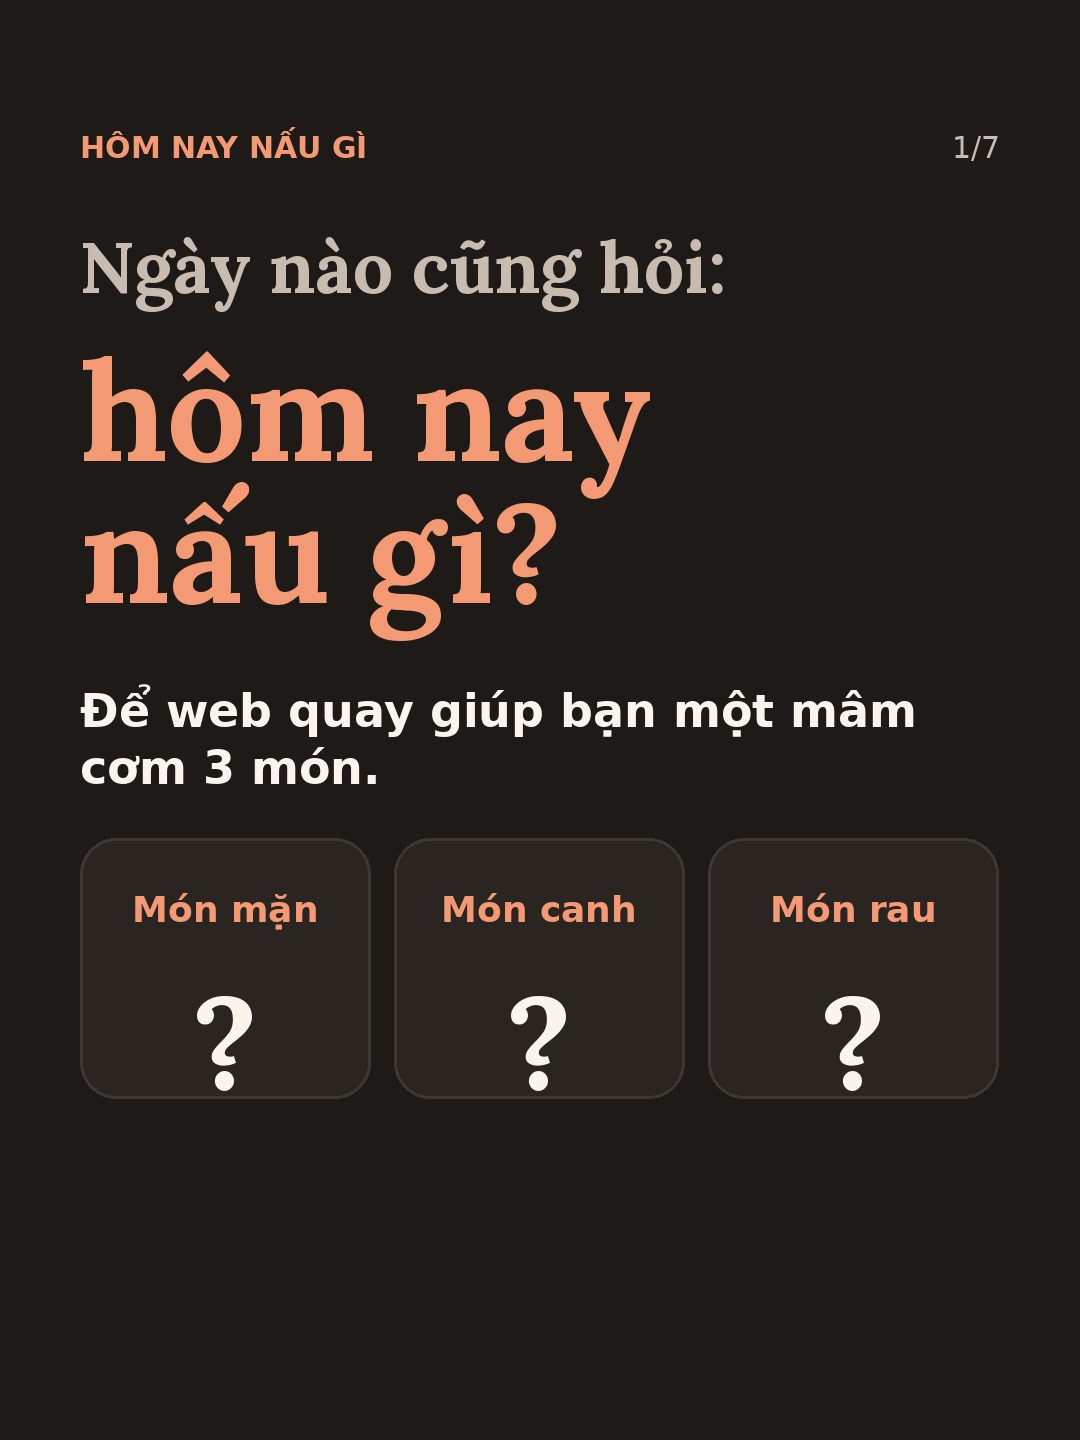 HÔM NAY NẤU GÌ
1/7
Ngày nào cũng hỏi:
hôm nay
nấu gì?
Để web quay giúp bạn một mâm
cơm 3 món.
Món mặn
Món canh
Món rau
?
?
?